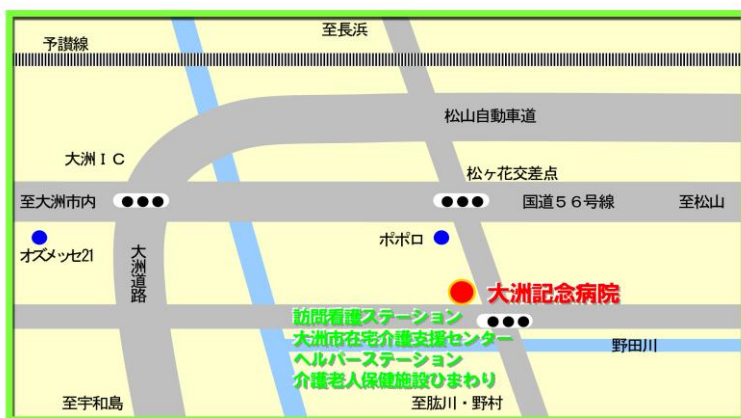 至長浜
予讃線
松山自動車道
大洲ＩＣ
松ヶ花交差点
至大洲市内
国道５６号線
至松山
オズメッセ21
大洲道路
ポポロ
大洲記念病院
訪問看護ステーション
大洲市在宅介護支援センター
ヘルパーステーション
介護老人保健施設ひまわり
野田川
至宇和島
至肱川・野村